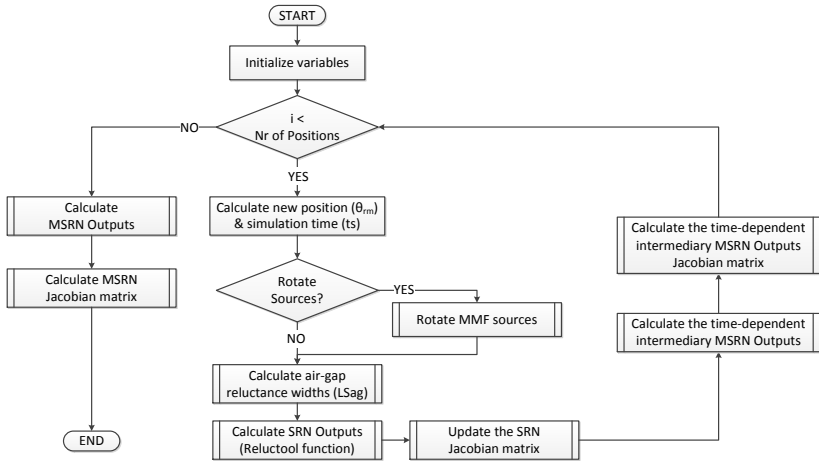 START
Initialize variables
i <
Nr of Positions
NO
YES
Calculate
MSRN Outputs
Calculate MSRN
Jacobian matrix
END
Calculate new position (θrm)
& simulation time (ts)
Rotate
Sources?
YES
Rotate MMF sources
NO
Calculate air-gap
reluctance widths (LSag)
Calculate SRN Outputs
(Reluctool function)
Update the SRN
Jacobian matrix
Calculate the time-dependent
intermediary MSRN Outputs
Calculate the time-dependent
intermediary MSRN Outputs
Jacobian matrix